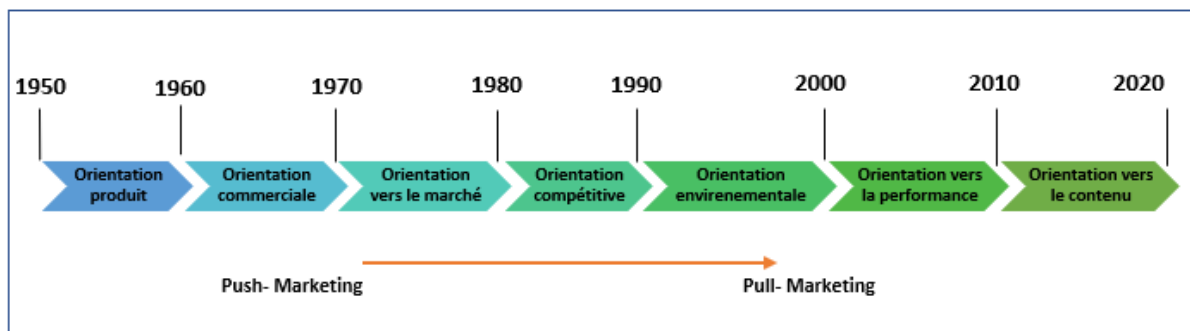 1950 1960 1970 1980 1990 2000 2010 2020
Orientation produit
Orientation commerciale
Orientation vers le marché
Orientation compétitive
Orientation envirenementale
Orientation vers la performance
Orientation vers le contenu
Push- Marketing
Pull- Marketing